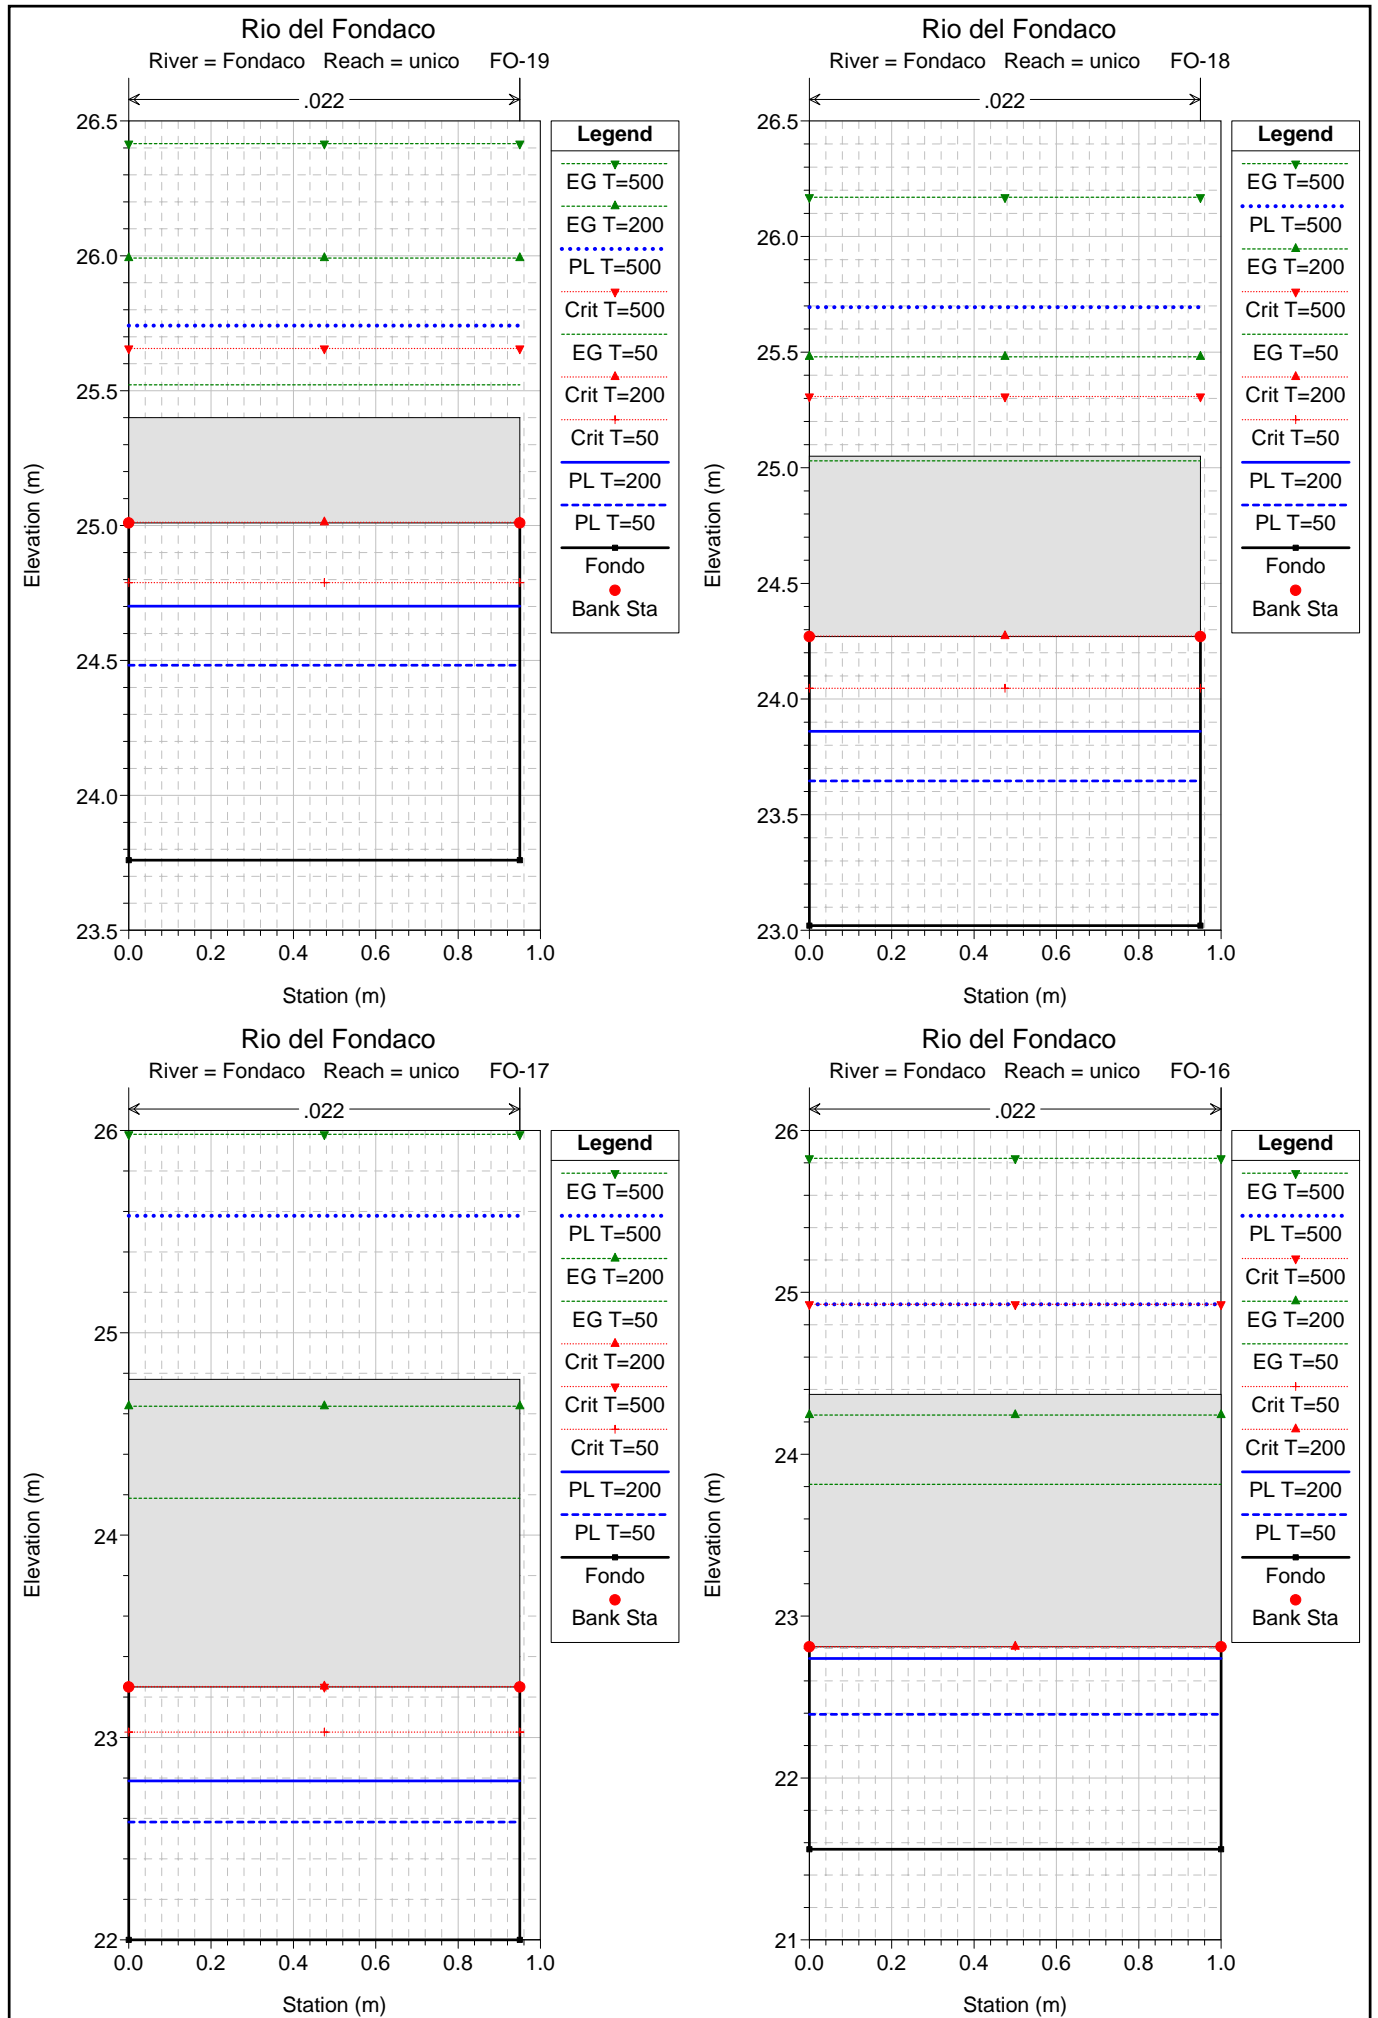 Rio del Fondaco
River = Fondaco Reach = unico FO-19
.022
26.5
26.0
25.5
25.0
24.5
24.0
23.5
0.0 0.2 0.4 0.6 0.8 1.0
Station (m)
Elevation (m)
Legend
EG T=500
EG T=200
PL T=500
Crit T=500
EG T=50
Crit T=200
Crit T=50
PL T=200
PL T=50
Fondo
Bank Sta
Rio del Fondaco
River = Fondaco Reach = unico FO-18
.022
26.5
26.0
25.5
25.0
24.5
24.0
23.5
23.0
0.0 0.2 0.4 0.6 0.8 1.0
Station (m)
Elevation (m)
Legend
EG T=500
PL T=500
EG T=200
Crit T=500
EG T=50
Crit T=200
Crit T=50
PL T=200
PL T=50
Fondo
Bank Sta
Rio del Fondaco
River = Fondaco Reach = unico FO-17
.022
26
25
24
23
22
0.0 0.2 0.4 0.6 0.8 1.0
Station (m)
Elevation (m)
Legend
EG T=500
PL T=500
EG T=200
EG T=50
Crit T=200
Crit T=500
Crit T=50
PL T=200
PL T=50
Fondo
Bank Sta
Rio del Fondaco
River = Fondaco Reach = unico FO-16
.022
26
25
24
23
22
21
0.0 0.2 0.4 0.6 0.8 1.0
Station (m)
Elevation (m)
Legend
EG T=500
PL T=500
Crit T=500
EG T=200
EG T=50
Crit T=50
Crit T=200
PL T=200
PL T=50
Fondo
Bank Sta